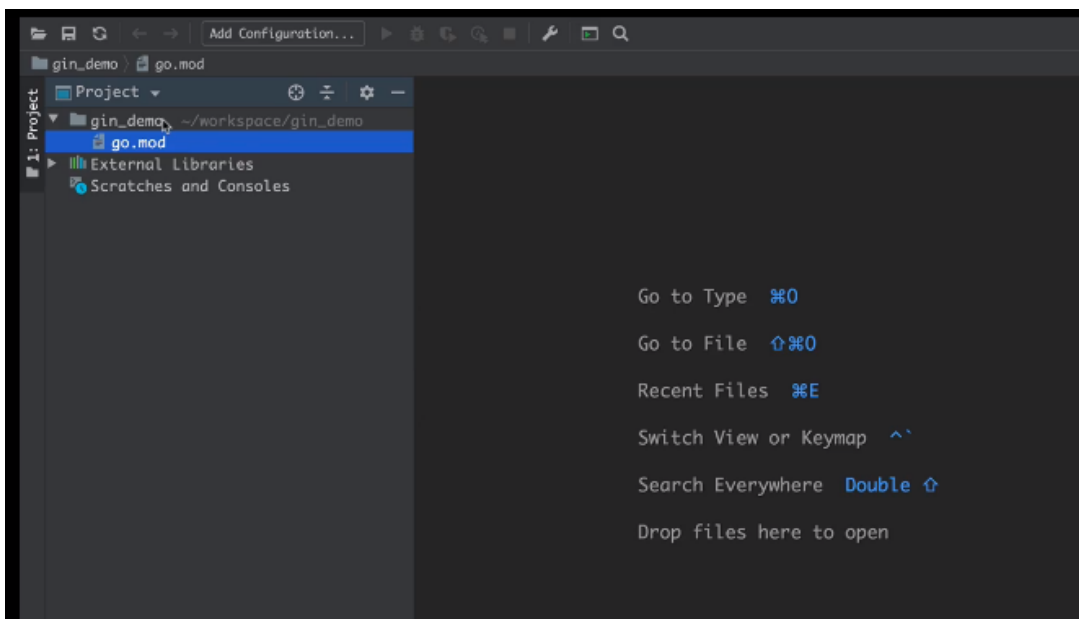 Add Configuration...
gin_demo go.mod
1: Project
Project
gin_demo ~/workspace/gin_demo
go.mod
External Libraries
Scratches and Consoles
Go to Type ⌘O
Go to File ⇧⌘O
Recent Files ⌘E
Switch View or Keymap ^`
Search Everywhere Double ⇧
Drop files here to open